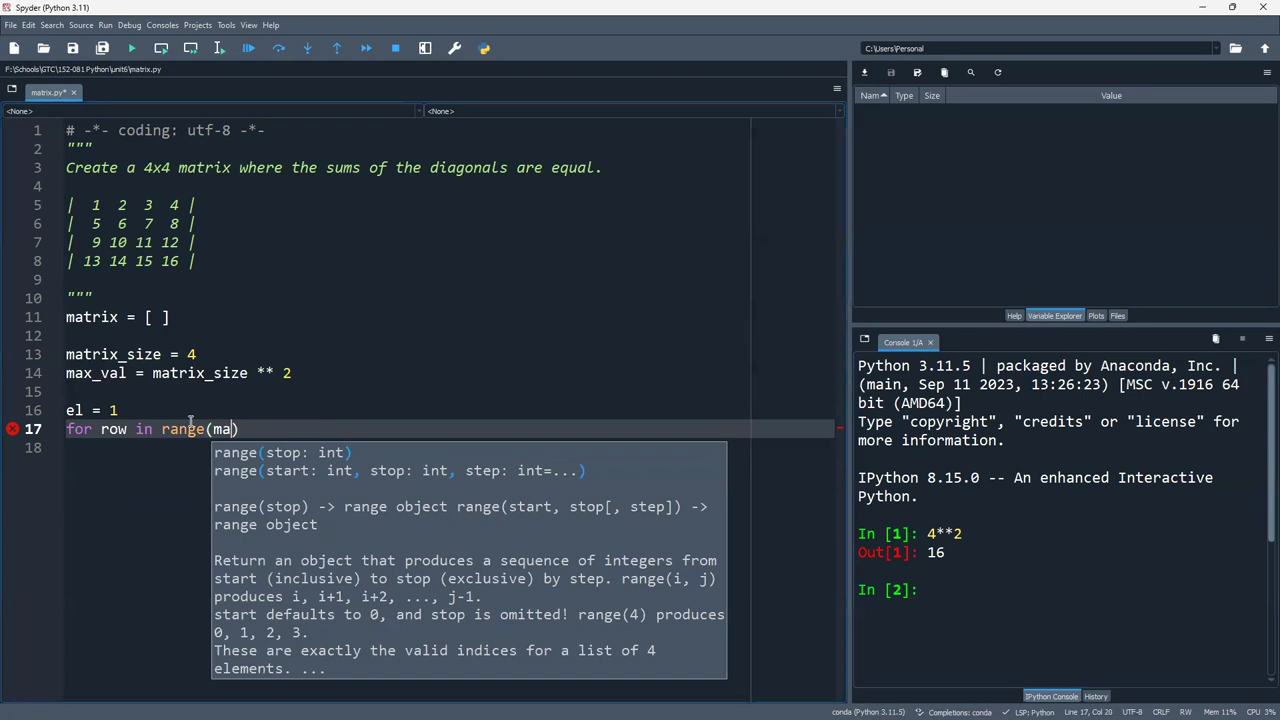 Spyder (Python 3.11)
File Edit Search Source Run Debug Consoles Projects Tools View Help
C:\Users\Personal
F:\Schools\GTC\152-081 Python\unit6\matrix.py
matrix.py*
<None> <None>
1 # -*- coding: utf-8 -*-
2 """
3 Create a 4x4 matrix where the sums of the diagonals are equal.
4
5 | 1 2 3 4 |
6 | 5 6 7 8 |
7 | 9 10 11 12 |
8 | 13 14 15 16 |
9
10 """
11 matrix = [ ]
12
13 matrix_size = 4
14 max_val = matrix_size ** 2
15
16 el = 1
17 for row in range(ma)
18
range(stop: int)
range(start: int, stop: int, step: int=...)
range(stop) -> range object range(start, stop[, step]) ->
range object
Return an object that produces a sequence of integers from
start (inclusive) to stop (exclusive) by step. range(i, j)
produces i, i+1, i+2, ..., j-1.
start defaults to 0, and stop is omitted! range(4) produces
0, 1, 2, 3.
These are exactly the valid indices for a list of 4
elements. ...
Nam Type Size Value
Help Variable Explorer Plots Files
Console 1/A
Python 3.11.5 | packaged by Anaconda, Inc. |
(main, Sep 11 2023, 13:26:23) [MSC v.1916 64
bit (AMD64)]
Type "copyright", "credits" or "license" for
more information.
IPython 8.15.0 -- An enhanced Interactive
Python.
In [1]: 4**2
Out[1]: 16
In [2]:
IPython Console History
conda (Python 3.11.5) Completions: conda LSP: Python Line 17, Col 20 UTF-8 CRLF RW Mem 11% CPU 3%